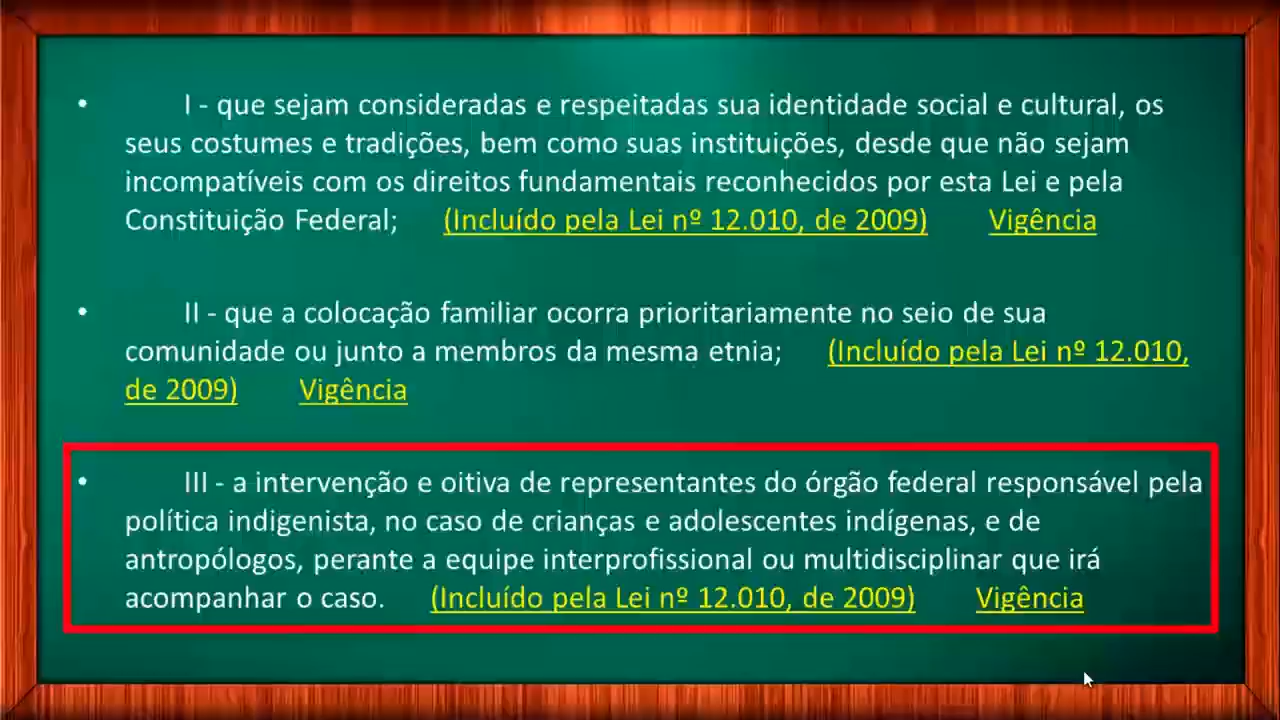 • I - que sejam consideradas e respeitadas sua identidade social e cultural, os
seus costumes e tradições, bem como suas instituições, desde que não sejam
incompatíveis com os direitos fundamentais reconhecidos por esta Lei e pela
Constituição Federal; (Incluído pela Lei nº 12.010, de 2009) Vigência
• II - que a colocação familiar ocorra prioritariamente no seio de sua
comunidade ou junto a membros da mesma etnia; (Incluído pela Lei nº 12.010,
de 2009) Vigência
• III - a intervenção e oitiva de representantes do órgão federal responsável pela
política indigenista, no caso de crianças e adolescentes indígenas, e de
antropólogos, perante a equipe interprofissional ou multidisciplinar que irá
acompanhar o caso. (Incluído pela Lei nº 12.010, de 2009) Vigência